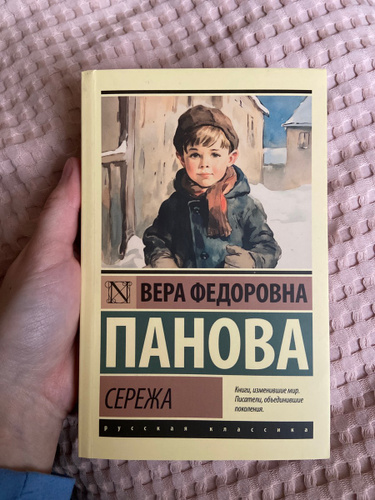 N
ВЕРА ФЕДОРОВНА
ПАНОВА
СЕРЕЖА
Книги, изменившие мир.
Писатели, объединившие
поколения.
русская классика